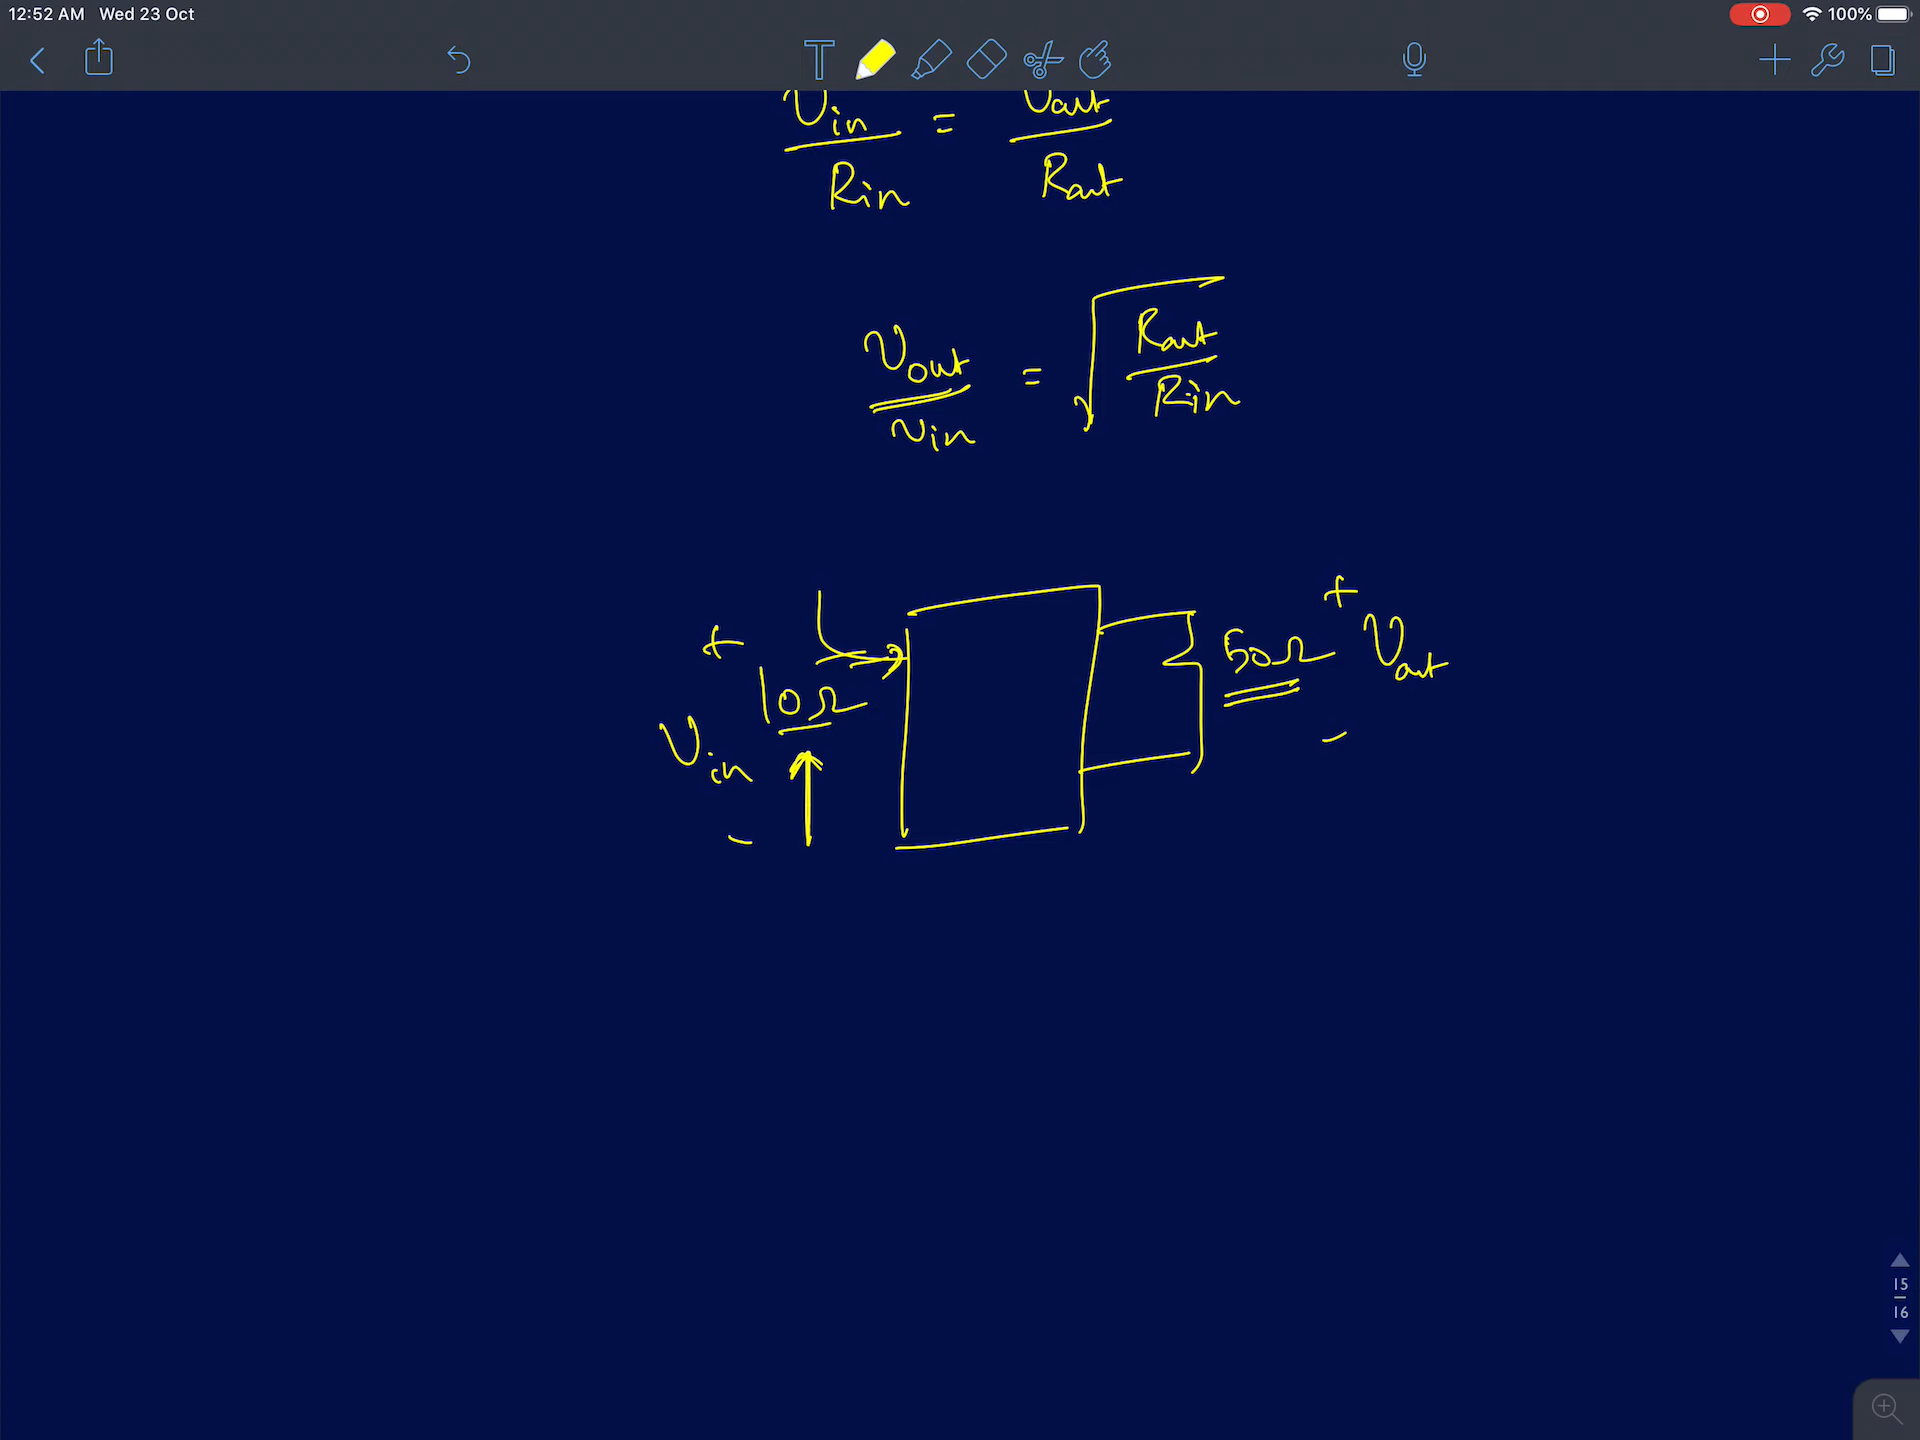 12:52 AM Wed 23 Oct
100%
T
Vin = Vout
Rin Rout
Vout = √ Rout
Vin Rin
+ 10Ω Vin -
50Ω + Vout -
15
16